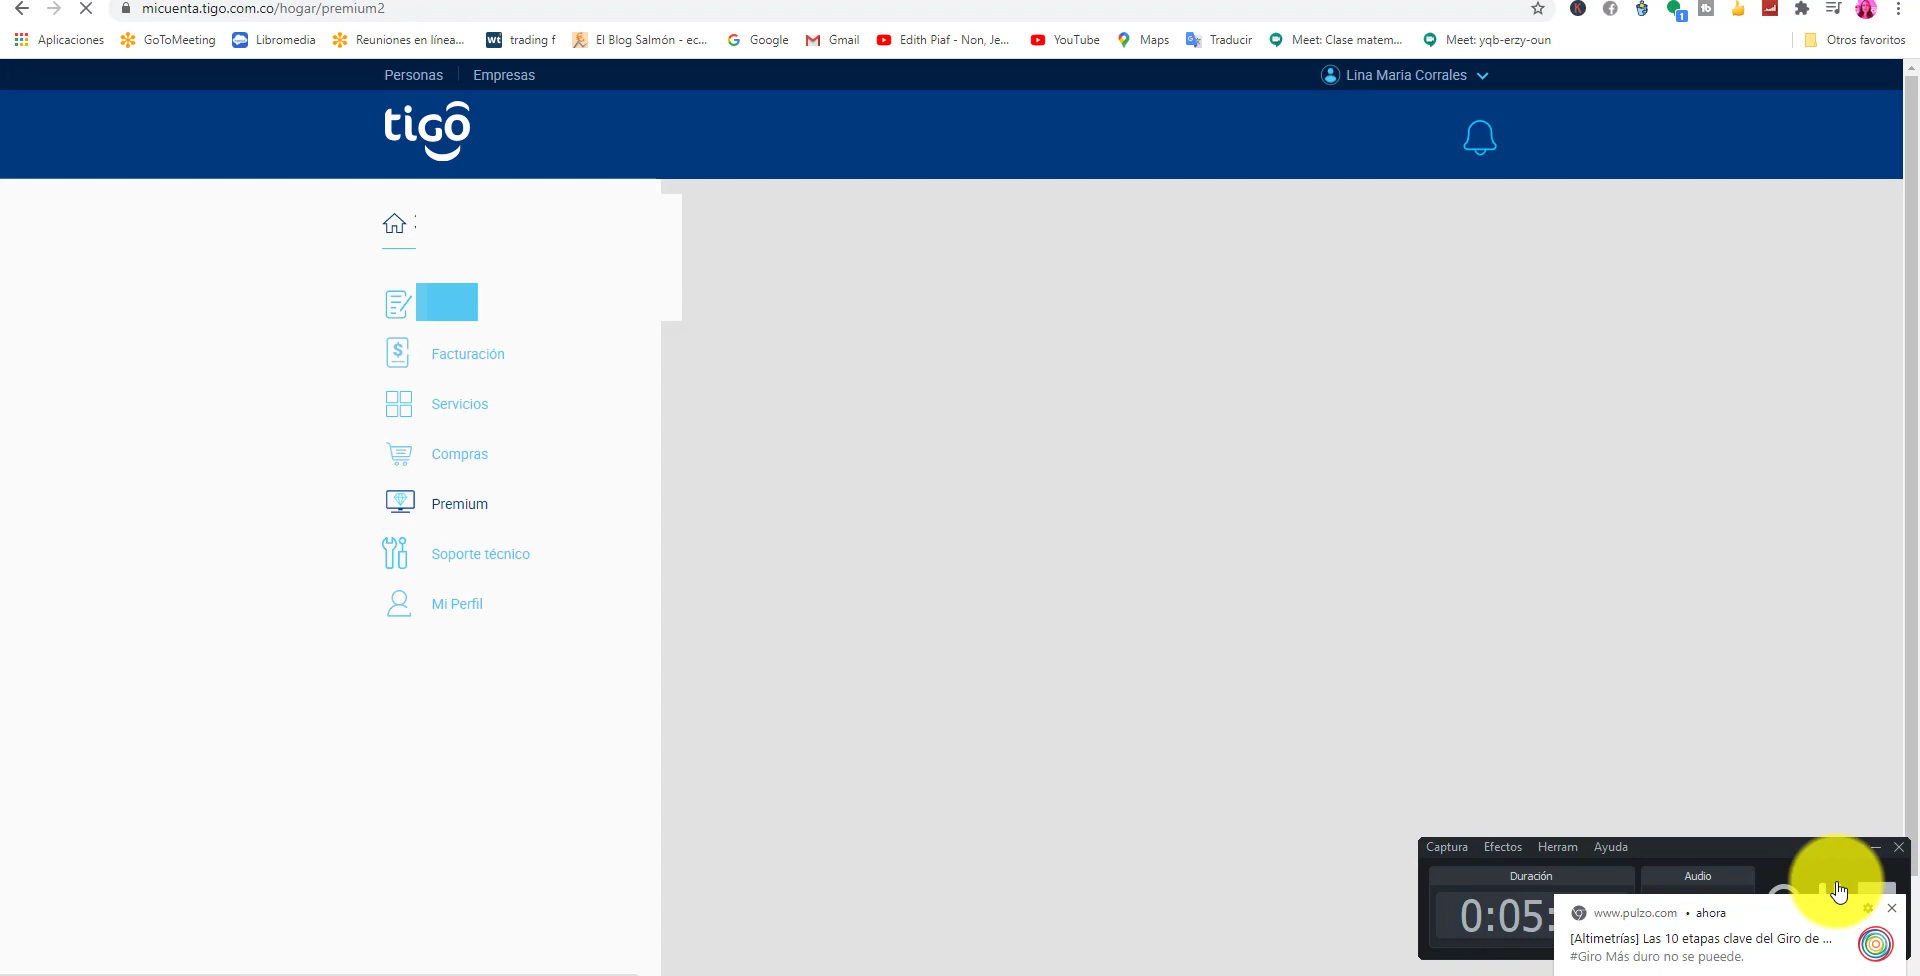 micuenta.tigo.com.co/hogar/premium2
Aplicaciones GoToMeeting Libromedia Reuniones en línea... wt trading f El Blog Salmón - ec... Google Gmail Edith Piaf - Non, Je... YouTube Maps Traducir Meet: Clase matem... Meet: yqb-erzy-oun Otros favoritos
Personas Empresas Lina Maria Corrales
tigo
Facturación
Servicios
Compras
Premium
Soporte técnico
Mi Perfil
Captura Efectos Herram Ayuda
Duración Audio
0:05:
www.pulzo.com • ahora
[Altimetrías] Las 10 etapas clave del Giro de ...
#Giro Más duro no se pueede.